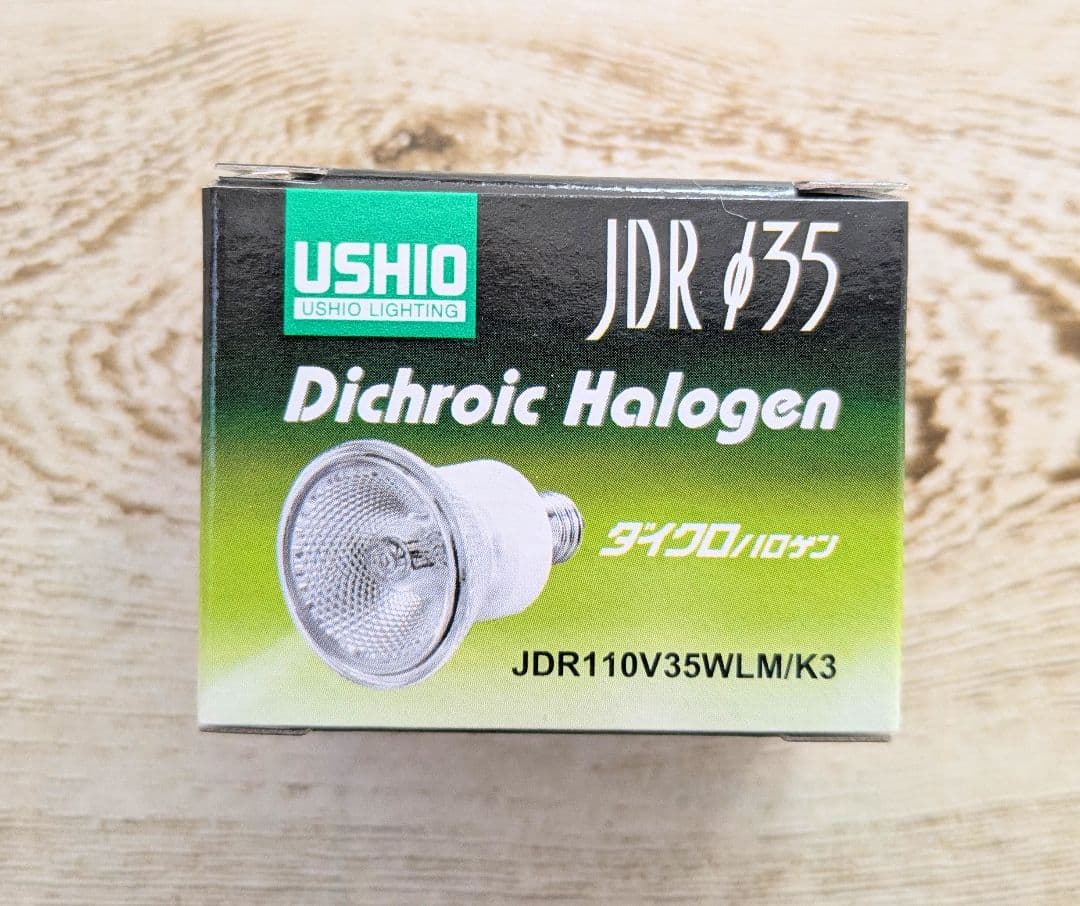 USHIO
USHIO LIGHTING
JDR φ35
Dichroic Halogen
ダイクロハロゲン
JDR110V35WLM/K3